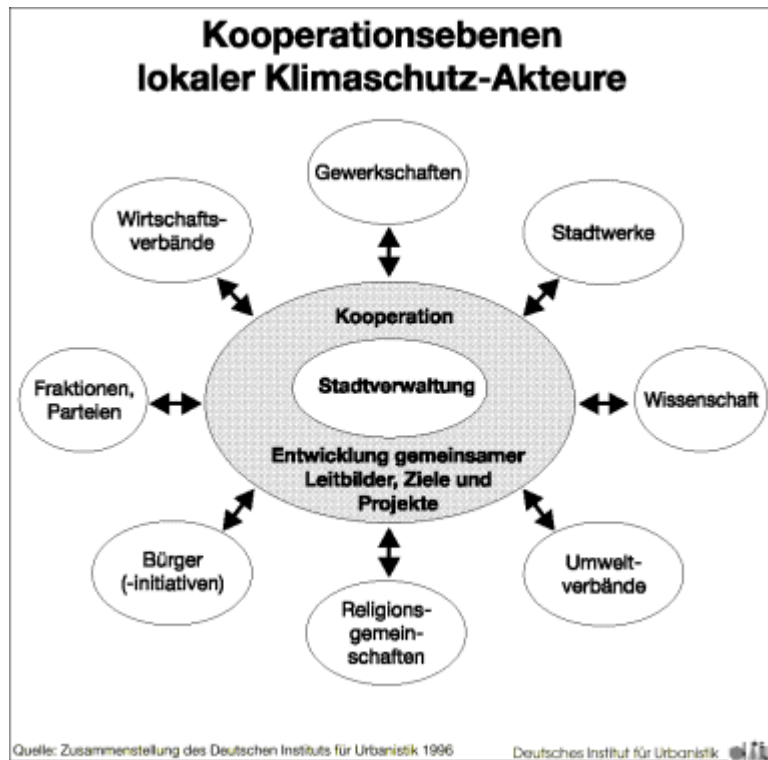 Kooperationsebenen
lokaler Klimaschutz-Akteure
Gewerkschaften
Wirtschafts-
verbände
Stadtwerke
Kooperation
Stadtverwaltung
Fraktionen,
Parteien
Wissenschaft
Entwicklung gemeinsamer
Leitbilder, Ziele und
Projekte
Bürger
(-initiativen)
Umwelt-
verbände
Religions-
gemein-
schaften
Quelle: Zusammenstellung des Deutschen Instituts für Urbanistik 1996
Deutsches Institut für Urbanistik difu